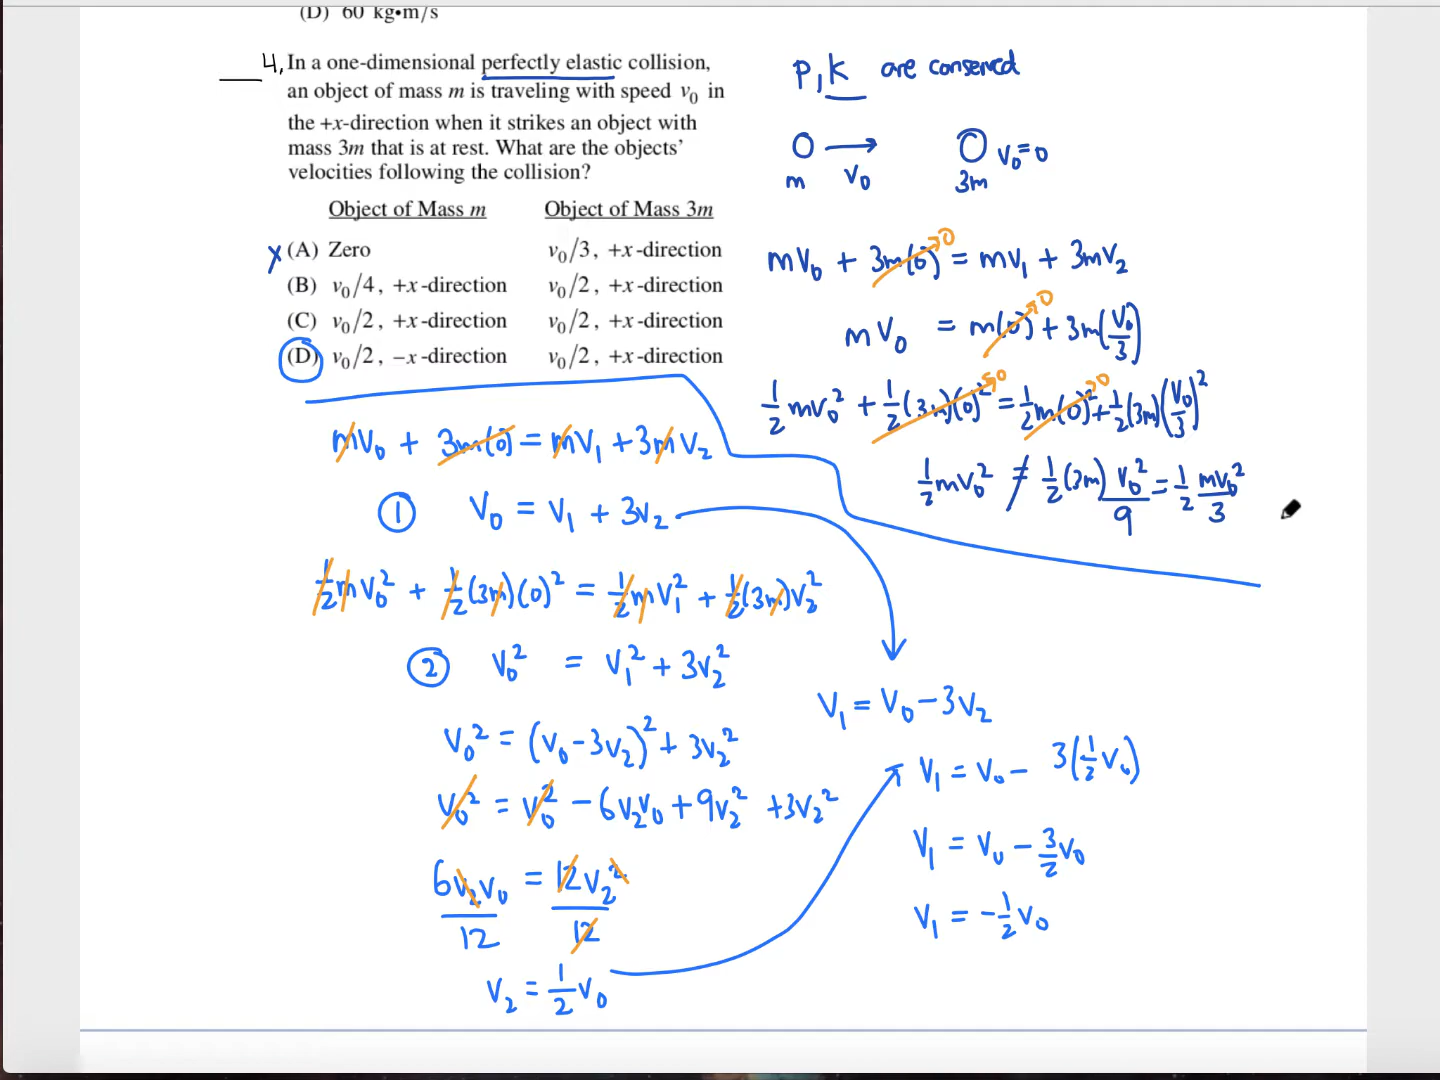 (D) 60 kg•m/s
4. In a one-dimensional perfectly elastic collision,
an object of mass m is traveling with speed v₀ in
the +x-direction when it strikes an object with
mass 3m that is at rest. What are the objects’
velocities following the collision?
Object of Mass m Object of Mass 3m
x (A) Zero v₀/3, +x-direction
(B) v₀/4, +x-direction v₀/2, +x-direction
(C) v₀/2, +x-direction v₀/2, +x-direction
(D) v₀/2, −x-direction v₀/2, +x-direction
P, K are conserved
m v₀ 3m v₀=0
mv₀ + 3m(0) 0 = mv₁ + 3mv₂
mv₀ = m(0) 0 + 3m(v₀/3)
1/2 mv₀² + 1/2 (3m)(0)² 0 = 1/2 m(0)² 0 + 1/2 (3m)(v₀/3)²
1/2 mv₀² ≠ 1/2 (3m) v₀²/9 = 1/2 mv₀²/3
mv₀ + 3m(0) = mv₁ + 3mv₂
① v₀ = v₁ + 3v₂
1/2 mv₀² + 1/2 (3m)(0)² = 1/2 mv₁² + 1/2 (3m)v₂²
② v₀² = v₁² + 3v₂²
v₀² = (v₀ − 3v₂)² + 3v₂²
v₀² = v₀² − 6v₂v₀ + 9v₂² + 3v₂²
6v₂v₀/12 = 12v₂²/12
v₂ = 1/2 v₀
v₁ = v₀ − 3v₂
v₁ = v₀ − 3(1/2 v₀)
v₁ = v₀ − 3/2 v₀
v₁ = −1/2 v₀